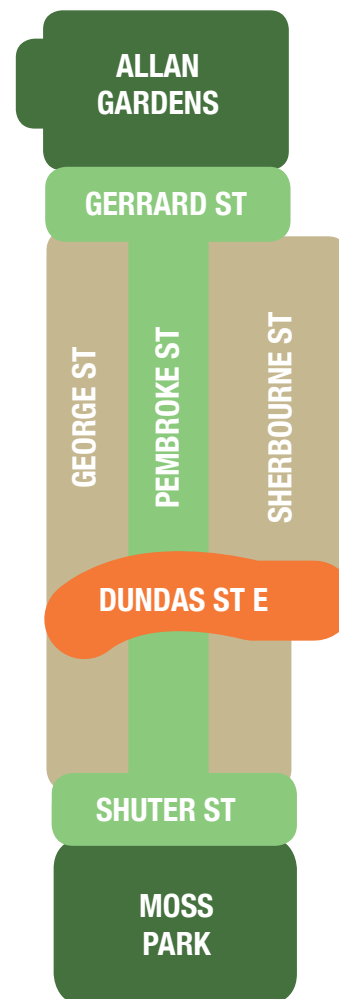 ALLAN
GARDENS
GERRARD ST
GEORGE ST
PEMBROKE ST
SHERBOURNE ST
DUNDAS ST E
SHUTER ST
MOSS
PARK